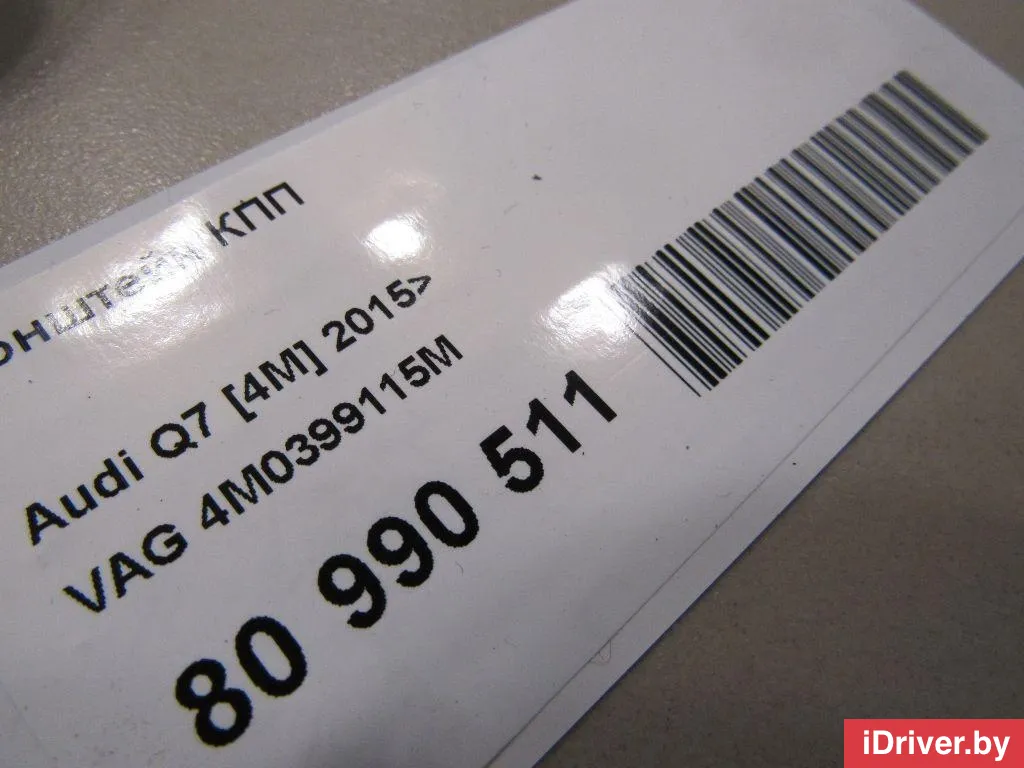 онштейн КПП
Audi Q7 [4M] 2015>
VAG 4M0399115M
80 990 511
iDriver.by